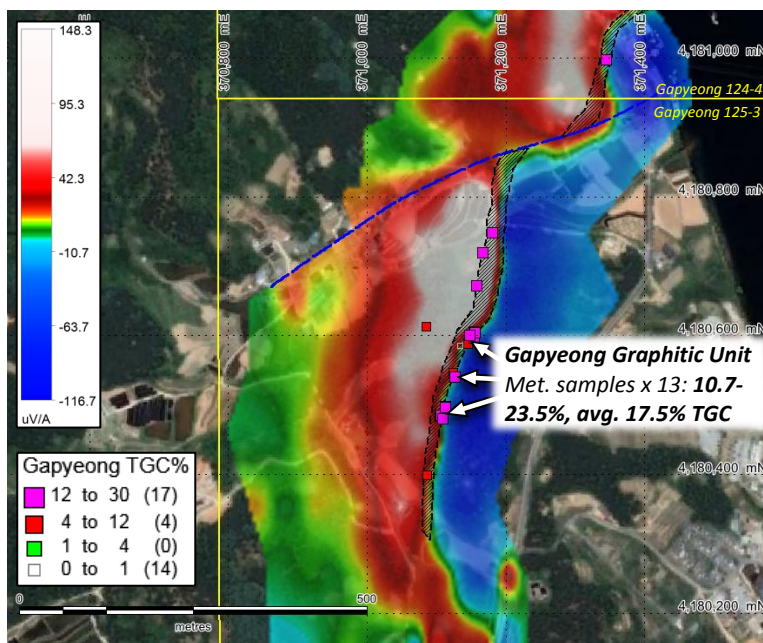 148.3
95.3
42.3
-10.7
-63.7
-116.7
uV/A
370,800 mE
371,000 mE
371,200 mE
371,400 mE
4,181,000 mN
Gapyeong 124-4
Gapyeong 125-3
4,180,800 mN
4,180,600 mN
Gapyeong Graphitic Unit
Met. samples x 13: 10.7-
23.5%, avg. 17.5% TGC
4,180,400 mN
4,180,200 mN
Gapyeong TGC%
12 to 30 (17)
4 to 12 (4)
1 to 4 (0)
0 to 1 (14)
0 500
metres